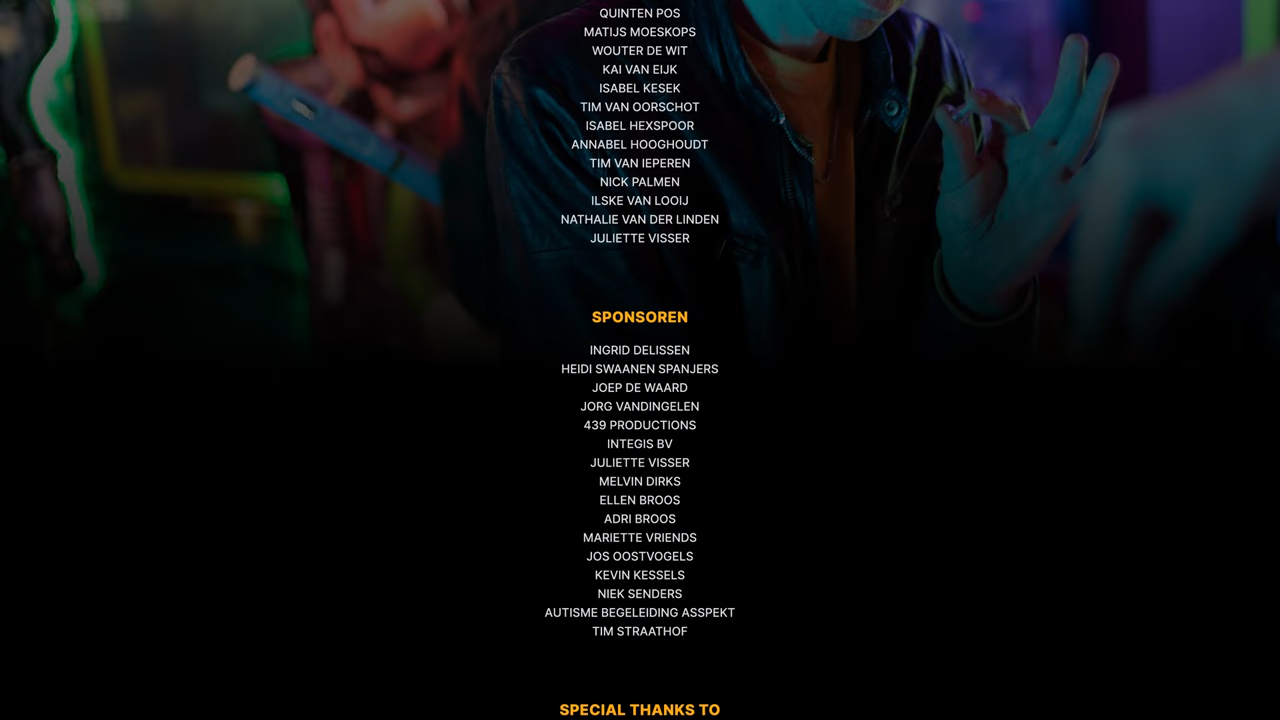 QUINTEN POS
MATIJS MOESKOPS
WOUTER DE WIT
KAI VAN EIJK
ISABEL KESEK
TIM VAN OORSCHOT
ISABEL HEXSPOOR
ANNABEL HOOGHOUDT
TIM VAN IEPEREN
NICK PALMEN
ILSKE VAN LOOIJ
NATHALIE VAN DER LINDEN
JULIETTE VISSER
SPONSOREN
INGRID DELISSEN
HEIDI SWAANEN SPANJERS
JOEP DE WAARD
JORG VANDINGELEN
439 PRODUCTIONS
INTEGIS BV
JULIETTE VISSER
MELVIN DIRKS
ELLEN BROOS
ADRI BROOS
MARIETTE VRIENDS
JOS OOSTVOGELS
KEVIN KESSELS
NIEK SENDERS
AUTISME BEGELEIDING ASSPEKT
TIM STRAATHOF
SPECIAL THANKS TO